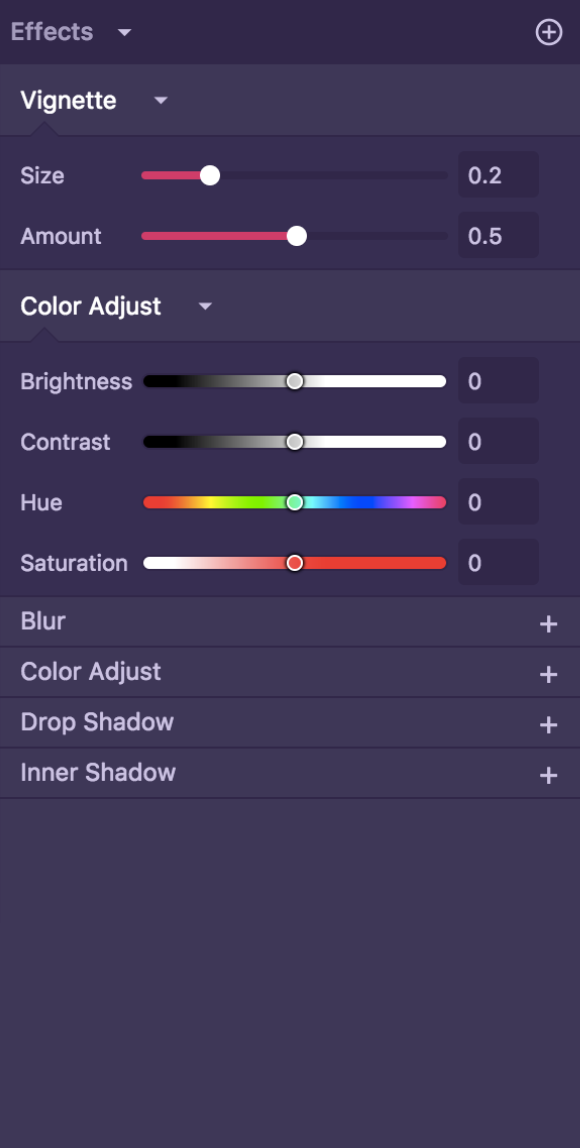 Effects
Vignette
Size 0.2
Amount 0.5
Color Adjust
Brightness 0
Contrast 0
Hue 0
Saturation 0
Blur
Color Adjust
Drop Shadow
Inner Shadow